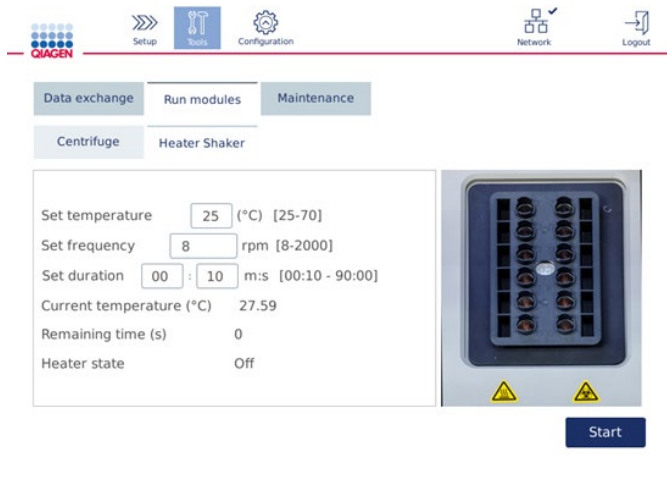 QIAGEN
Setup
Tools
Configuration
Network
Logout
Data exchange
Run modules
Maintenance
Centrifuge
Heater Shaker
Set temperature 25 (°C) [25-70]
Set frequency 8 rpm [8-2000]
Set duration 00 : 10 m:s [00:10 - 90:00]
Current temperature (°C) 27.59
Remaining time (s) 0
Heater state Off
Start